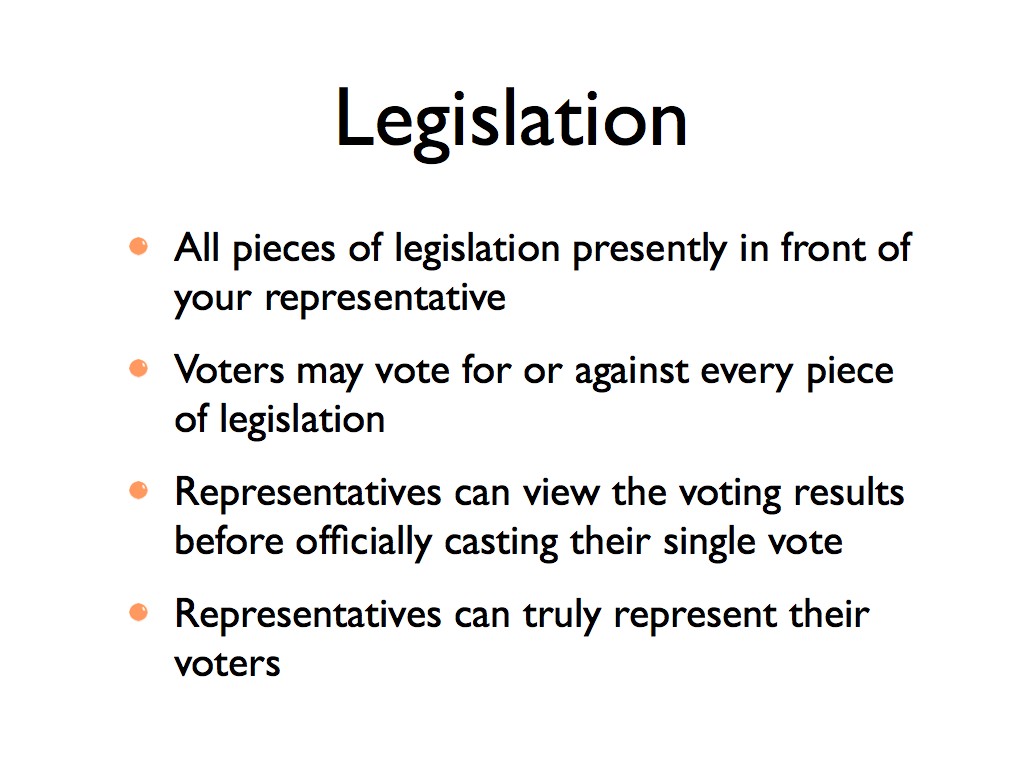 Legislation
All pieces of legislation presently in front of
your representative
Voters may vote for or against every piece
of legislation
Representatives can view the voting results
before officially casting their single vote
Representatives can truly represent their
voters